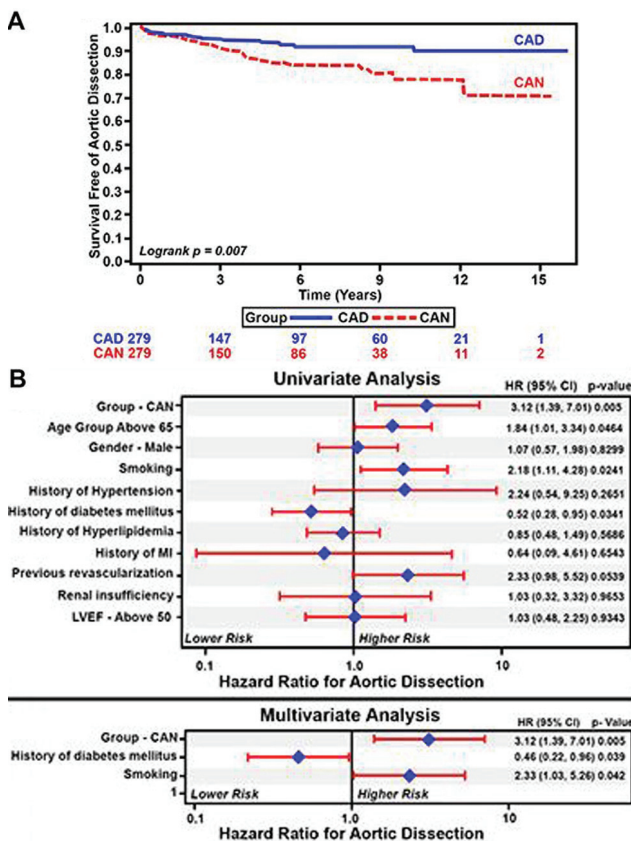 A
1.0
0.9
0.8
0.7
0.6
0.5
0.4
0.3
0.2
0.1
0.0
Survival Free of Aortic Dissection
CAD
CAN
Logrank p = 0.007
0 3 6 9 12 15
Time (Years)
Group CAD CAN
CAD 279 147 97 60 21 1
CAN 279 150 86 38 11 2
B
Univariate Analysis
HR (95% CI) p-value
Group - CAN 3.12 (1.39, 7.01) 0.005
Age Group Above 65 1.84 (1.01, 3.34) 0.0464
Gender - Male 1.07 (0.57, 1.98) 0.8299
Smoking 2.18 (1.11, 4.28) 0.0241
History of Hypertension 2.24 (0.54, 9.25) 0.2651
History of diabetes mellitus 0.52 (0.28, 0.95) 0.0341
History of Hyperlipidemia 0.85 (0.48, 1.49) 0.5686
History of MI 0.64 (0.09, 4.61) 0.6543
Previous revascularization 2.33 (0.98, 5.52) 0.0539
Renal insufficiency 1.03 (0.32, 3.32) 0.9653
LVEF - Above 50 1.03 (0.48, 2.25) 0.9343
Lower Risk Higher Risk
0.1 1.0 10
Hazard Ratio for Aortic Dissection
Multivariate Analysis
HR (95% CI) p- Value
Group - CAN 3.12 (1.39, 7.01) 0.005
History of diabetes mellitus 0.46 (0.22, 0.96) 0.039
Smoking 2.33 (1.03, 5.26) 0.042
1 Lower Risk Higher Risk
0.1 1.0 10
Hazard Ratio for Aortic Dissection